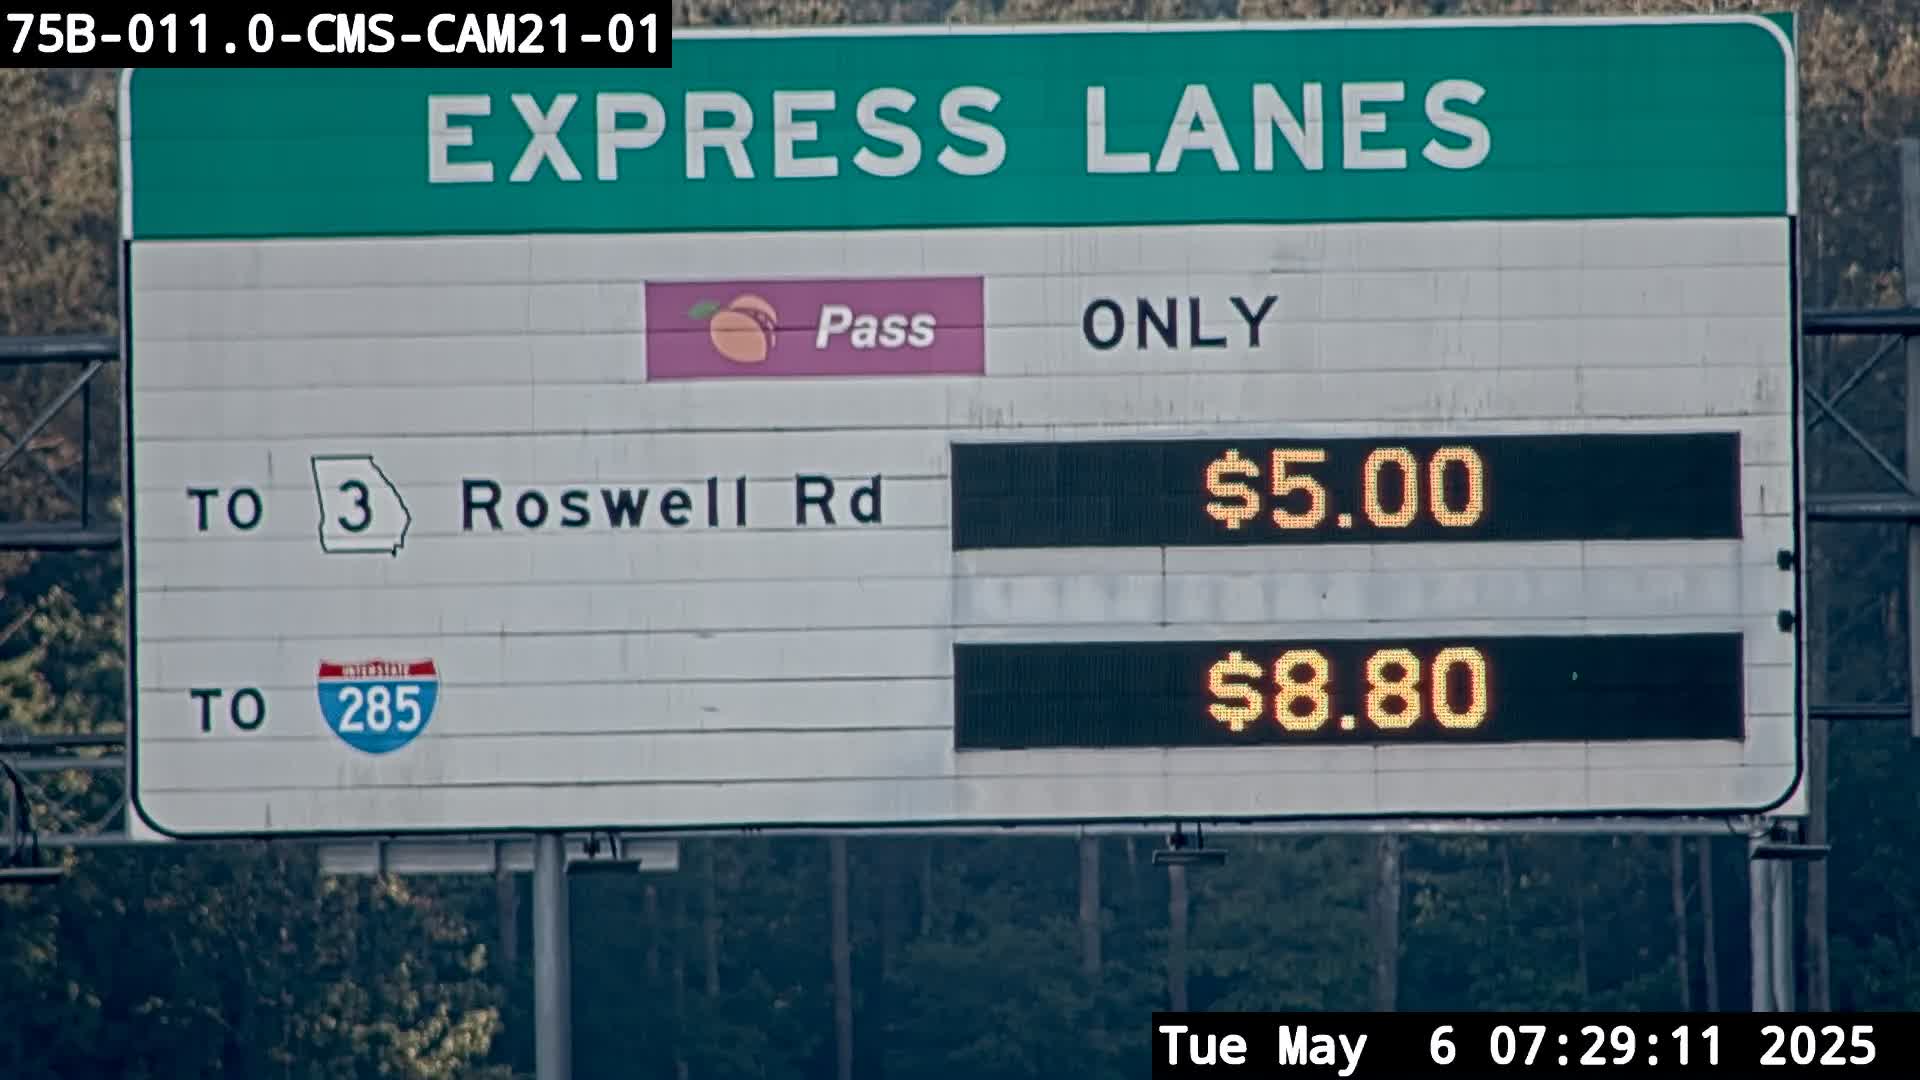 75B-011.0-CMS-CAM21-01
EXPRESS LANES
Pass ONLY
TO 3 Roswell Rd $5.00
INTERSTATE
TO 285 $8.80
Tue May 6 07:29:11 2025